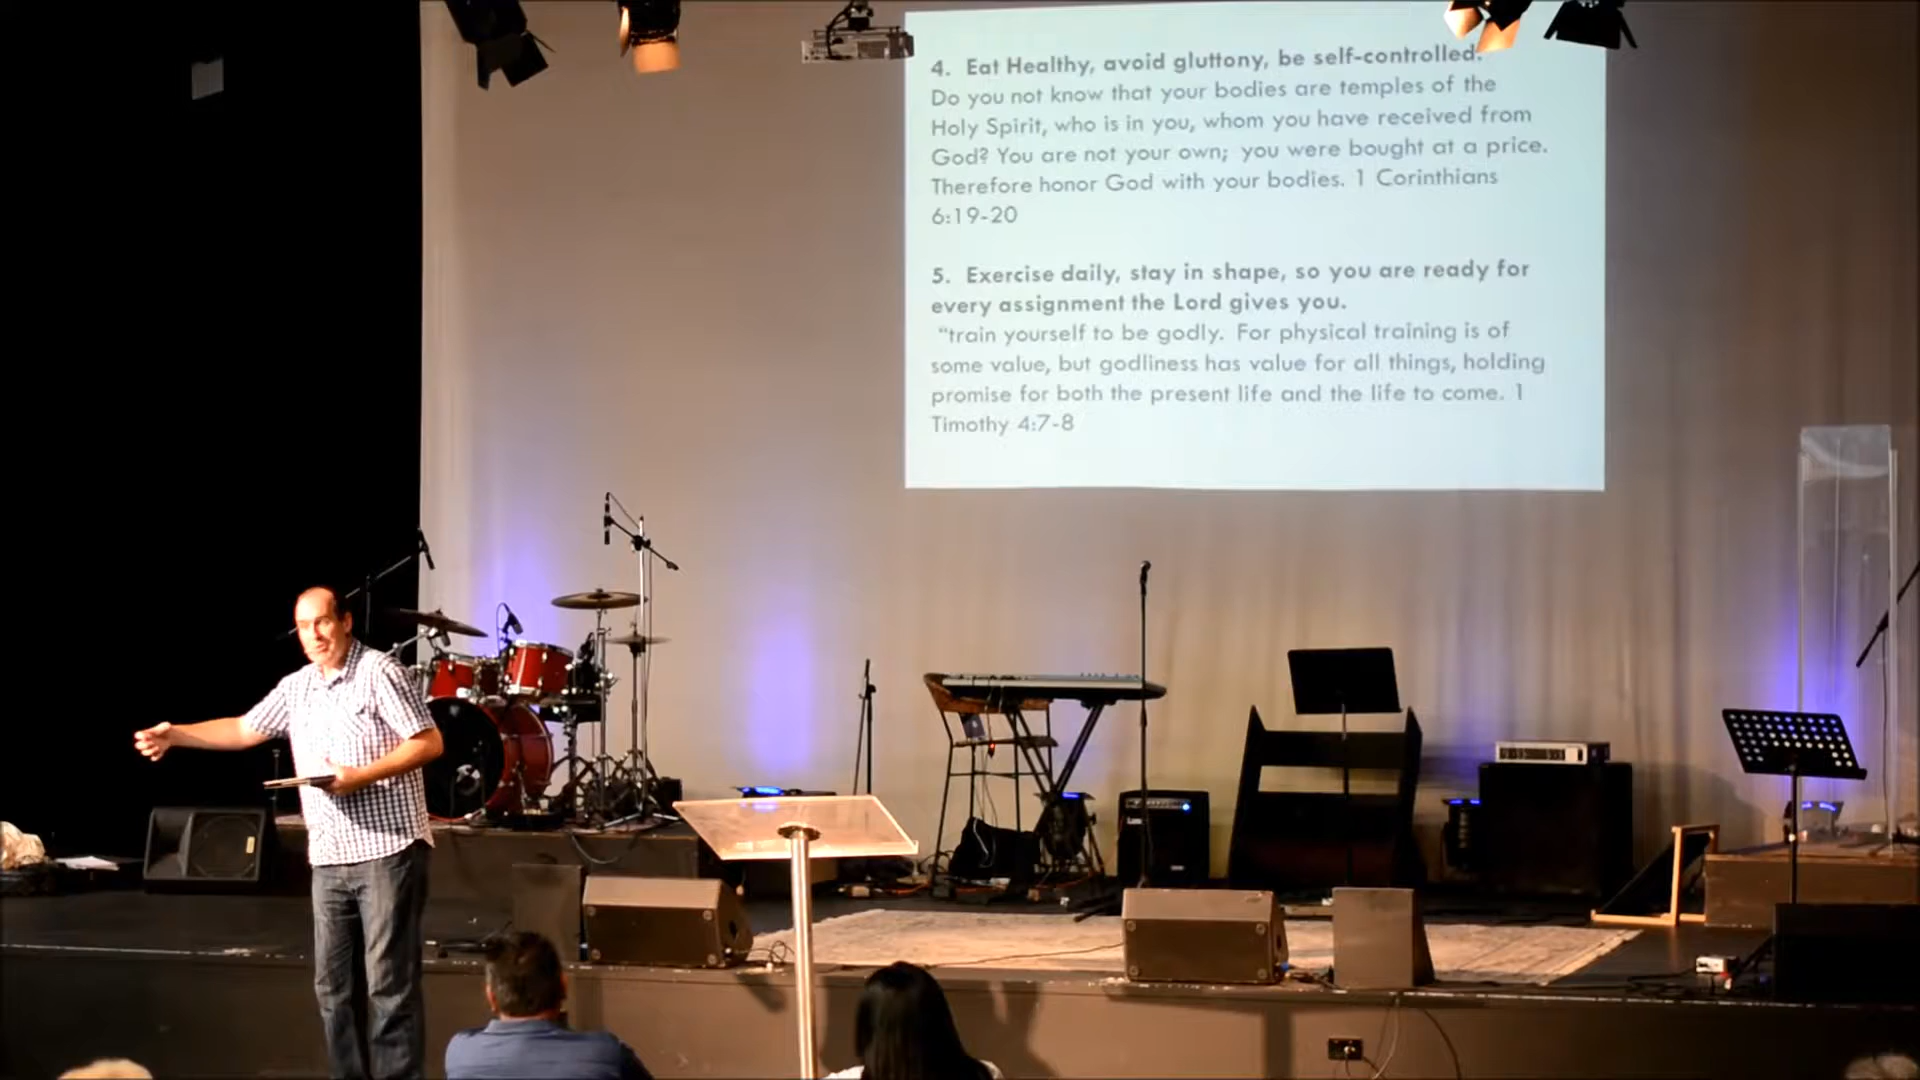 4. Eat Healthy, avoid gluttony, be self-controlled.
Do you not know that your bodies are temples of the
Holy Spirit, who is in you, whom you have received from
God? You are not your own; you were bought at a price.
Therefore honor God with your bodies. 1 Corinthians
6:19-20
5. Exercise daily, stay in shape, so you are ready for
every assignment the Lord gives you.
“train yourself to be godly. For physical training is of
some value, but godliness has value for all things, holding
promise for both the present life and the life to come. 1
Timothy 4:7-8